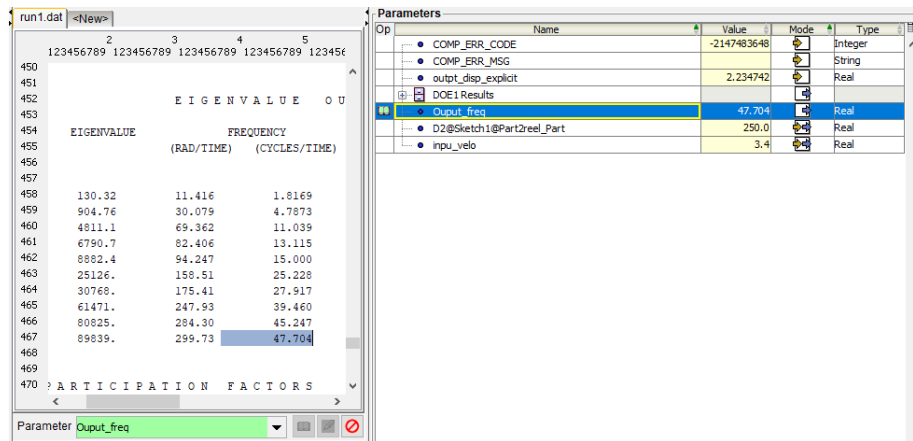 run1.dat <New>
2 3 4 5
123456789 123456789 123456789 123456789 123456
450
451
452 E I G E N V A L U E O U
453
454 EIGENVALUE FREQUENCY
455 (RAD/TIME) (CYCLES/TIME)
456
457
458 130.32 11.416 1.8169
459 904.76 30.079 4.7873
460 4811.1 69.362 11.039
461 6790.7 82.406 13.115
462 8882.4 94.247 15.000
463 25126. 158.51 25.228
464 30768. 175.41 27.917
465 61471. 247.93 39.460
466 80825. 284.30 45.247
467 89839. 299.73 47.704
468
469
470 P A R T I C I P A T I O N F A C T O R S
Parameter Ouput_freq
Parameters
Op Name Value Mode Type
COMP_ERR_CODE -2147483648 Integer
COMP_ERR_MSG String
outpt_disp_explicit 2.234742 Real
DOE1 Results
Ouput_freq 47.704 Real
D2@Sketch1@Part2reel_Part 250.0 Real
inpu_velo 3.4 Real